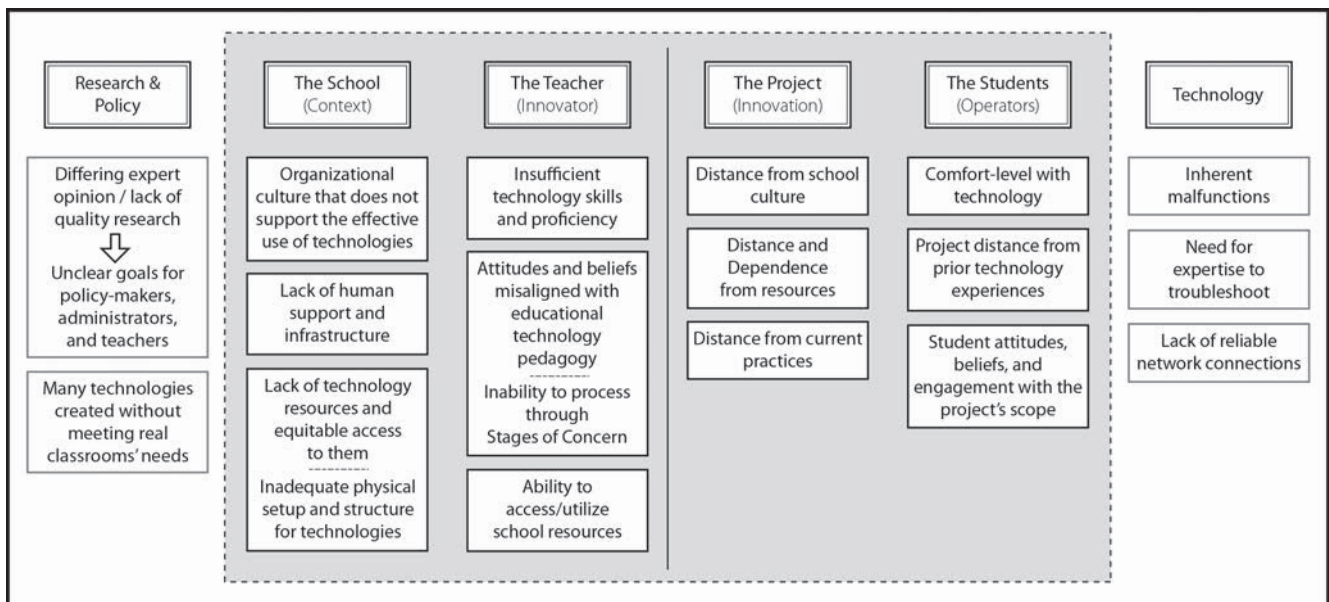 Research &
Policy
Differing expert
opinion / lack of
quality research
Unclear goals for
policy-makers,
administrators,
and teachers
Many technologies
created without
meeting real
classrooms' needs
The School
(Context)
Organizational
culture that does not
support the effective
use of technologies
Lack of human
support and
infrastructure
Lack of technology
resources and
equitable access
to them
Inadequate physical
setup and structure
for technologies
The Teacher
(Innovator)
Insufficient
technology skills
and proficiency
Attitudes and beliefs
misaligned with
educational
technology
pedagogy
Inability to process
through
Stages of Concern
Ability to
access/utilize
school resources
The Project
(Innovation)
Distance from school
culture
Distance and
Dependence
from resources
Distance from current
practices
The Students
(Operators)
Comfort-level with
technology
Project distance from
prior technology
experiences
Student attitudes,
beliefs, and
engagement with the
project's scope
Technology
Inherent
malfunctions
Need for
expertise to
troubleshoot
Lack of reliable
network connections